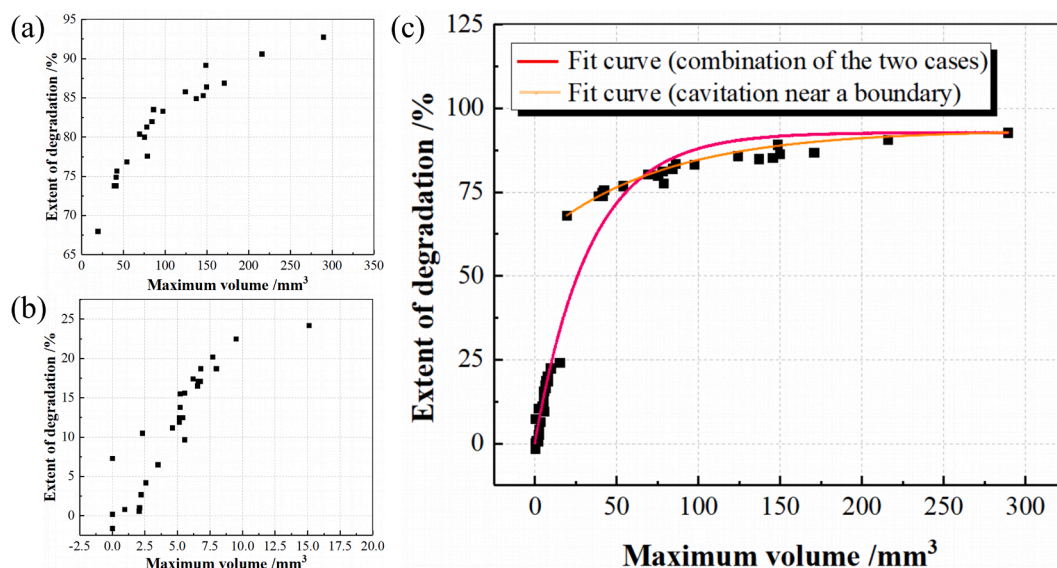 (a)
95
90
85
80
75
70
65
Extent of degradation /%
0 50 100 150 200 250 300 350
Maximum volume /mm³
(b)
25
20
15
10
5
0
Extent of degradation /%
-2.5 0.0 2.5 5.0 7.5 10.0 12.5 15.0 17.5 20.0
Maximum volume /mm³
(c)
Fit curve (combination of the two cases)
Fit curve (cavitation near a boundary)
125
100
75
50
25
0
Extent of degradation /%
0 50 100 150 200 250 300
Maximum volume /mm³